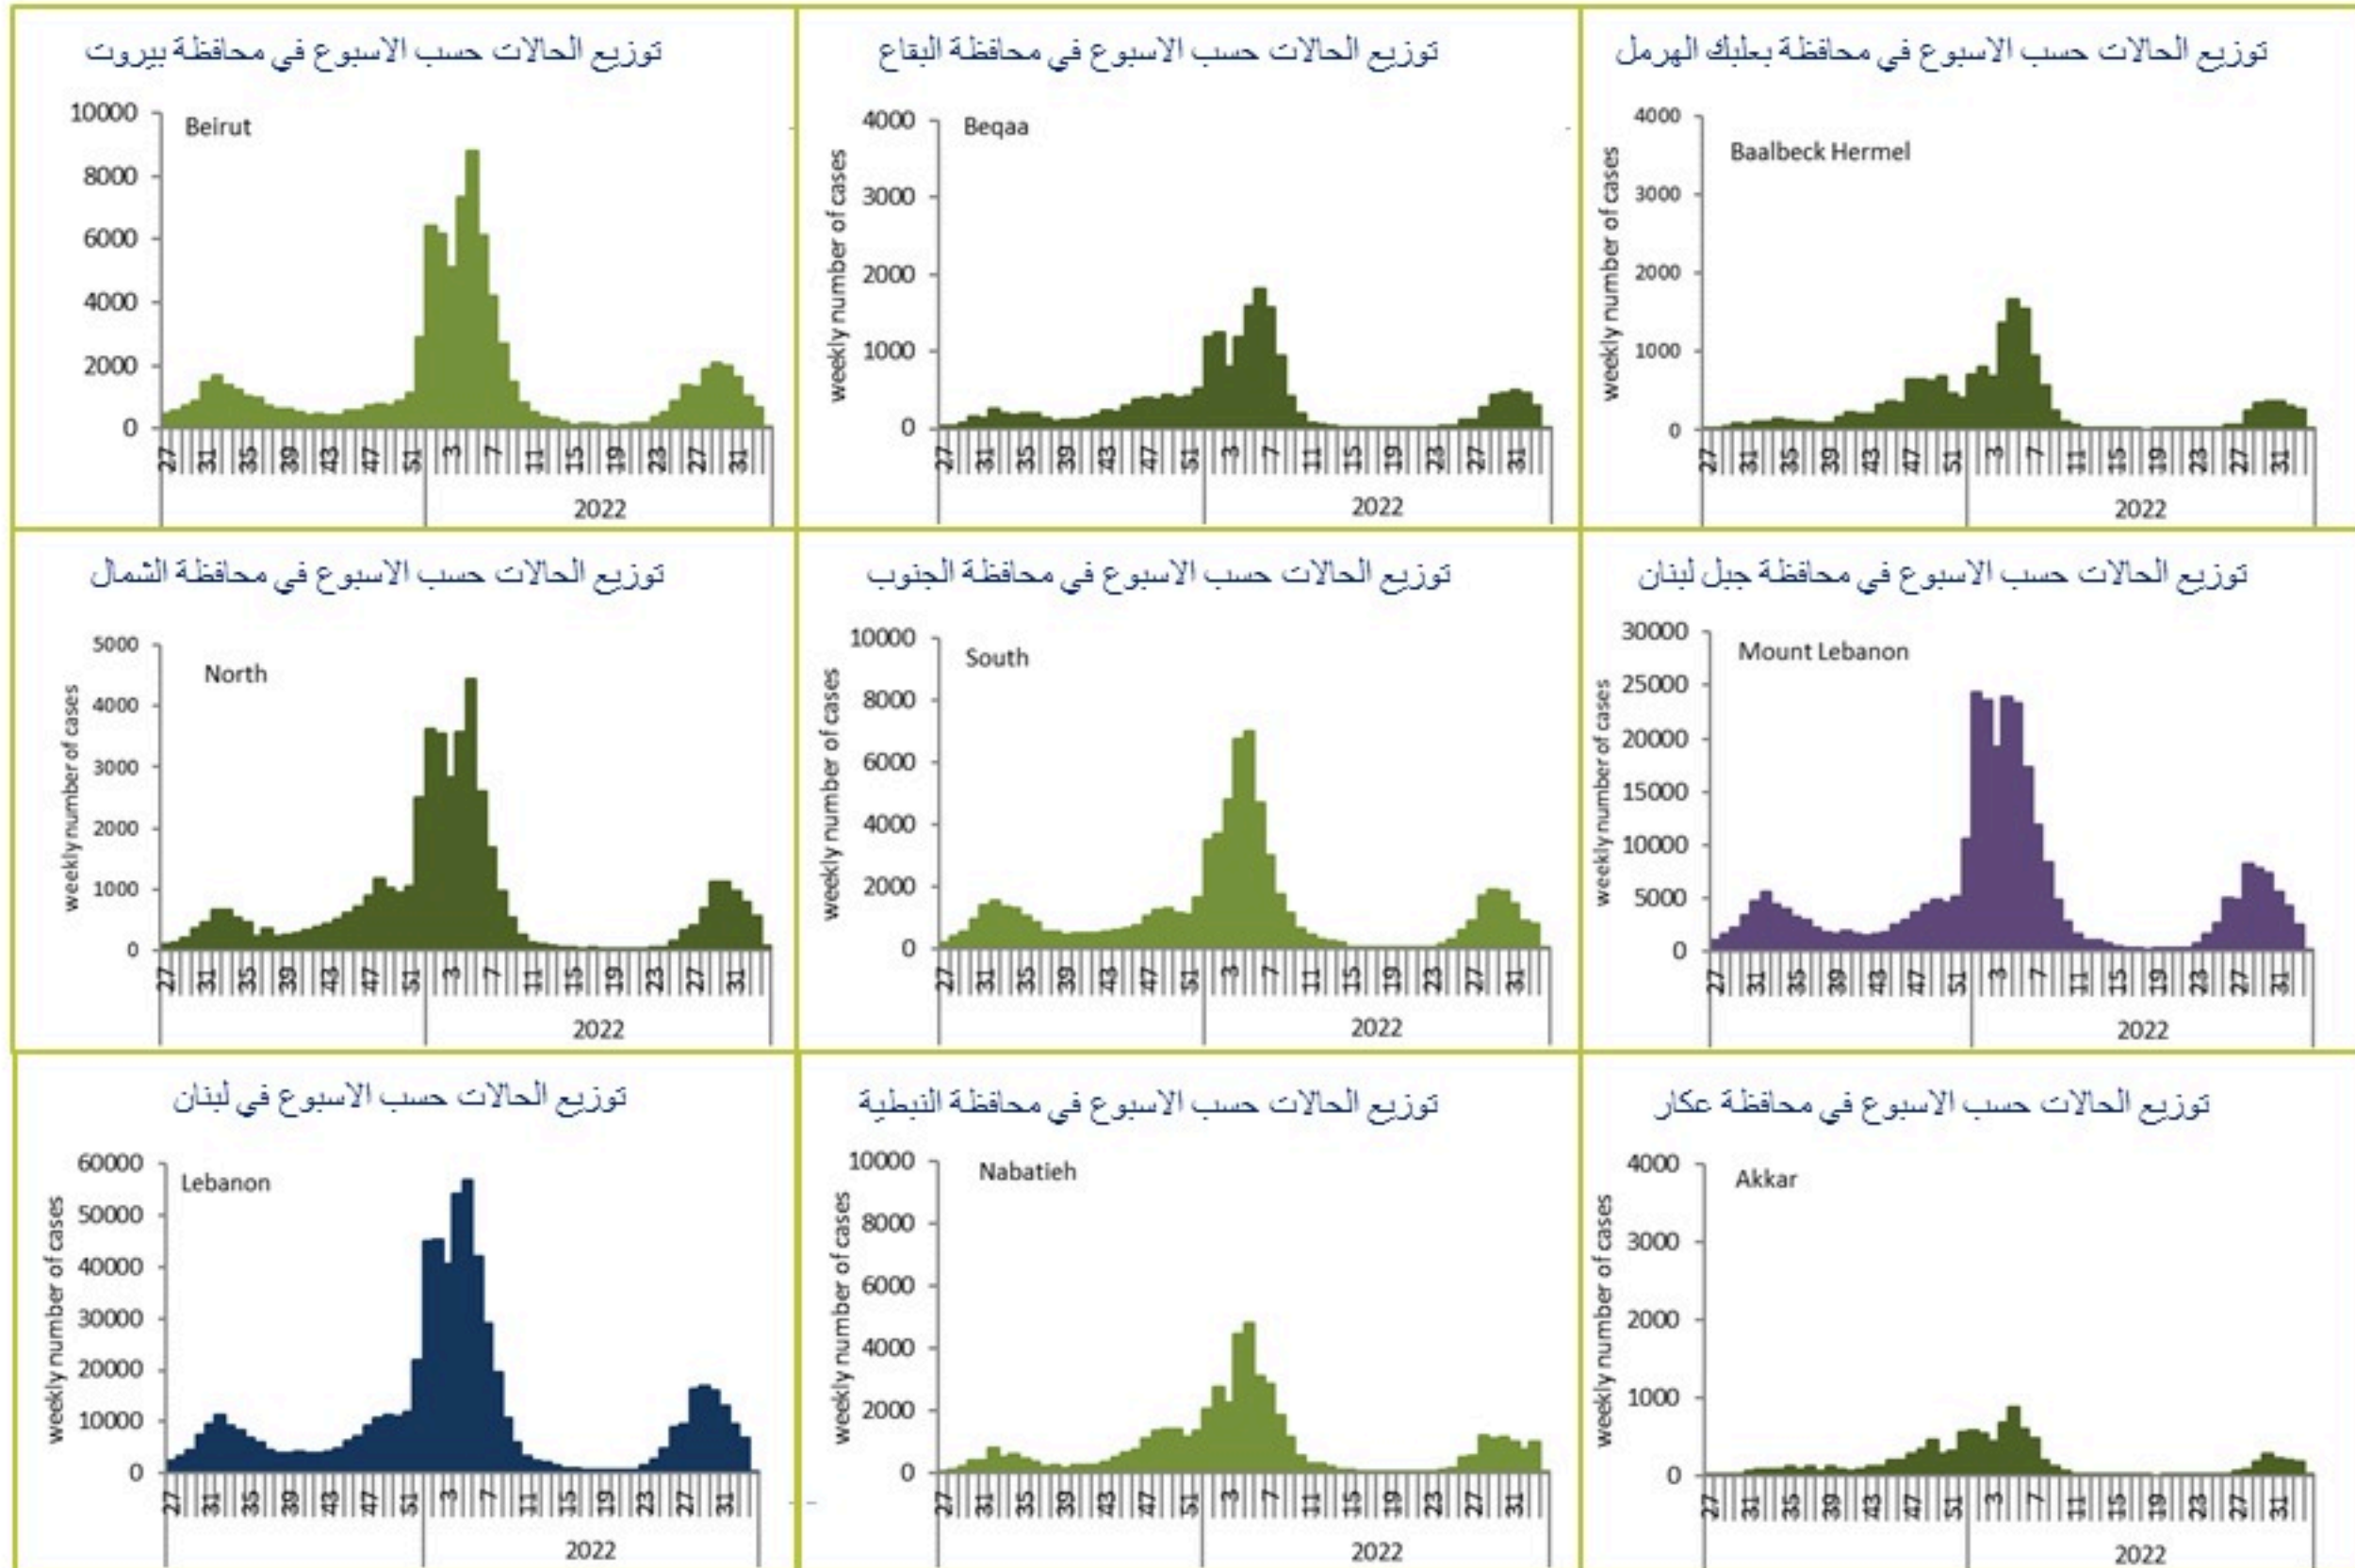 توزيع الحالات حسب الاسبوع في محافظة بيروت
Beirut
10000
8000
6000
4000
2000
0
27 31 35 39 43 47 51 3 7 11 15 19 23 27 31
2022
توزيع الحالات حسب الاسبوع في محافظة البقاع
Beqaa
weekly number of cases
4000
3000
2000
1000
0
27 31 35 39 43 47 51 3 7 11 15 19 23 27 31
2022
توزيع الحالات حسب الاسبوع في محافظة بعلبك الهرمل
Baalbeck Hermel
weekly number of cases
4000
3000
2000
1000
0
27 31 35 39 43 47 51 3 7 11 15 19 23 27 31
2022
توزيع الحالات حسب الاسبوع في محافظة الشمال
North
weekly number of cases
5000
4000
3000
2000
1000
0
27 31 35 39 43 47 51 3 7 11 15 19 23 27 31
2022
توزيع الحالات حسب الاسبوع في محافظة الجنوب
South
weekly number of cases
10000
8000
6000
4000
2000
0
27 31 35 39 43 47 51 3 7 11 15 19 23 27 31
2022
توزيع الحالات حسب الاسبوع في محافظة جبل لبنان
Mount Lebanon
weekly number of cases
30000
25000
20000
15000
10000
5000
0
27 31 35 39 43 47 51 3 7 11 15 19 23 27 31
2022
توزيع الحالات حسب الاسبوع في لبنان
Lebanon
weekly number of cases
60000
50000
40000
30000
20000
10000
0
27 31 35 39 43 47 51 3 7 11 15 19 23 27 31
2022
توزيع الحالات حسب الاسبوع في محافظة النبطية
Nabatieh
weekly number of cases
10000
8000
6000
4000
2000
0
27 31 35 39 43 47 51 3 7 11 15 19 23 27 31
2022
توزيع الحالات حسب الاسبوع في محافظة عكار
Akkar
weekly number of cases
4000
3000
2000
1000
0
27 31 35 39 43 47 51 3 7 11 15 19 23 27 31
2022